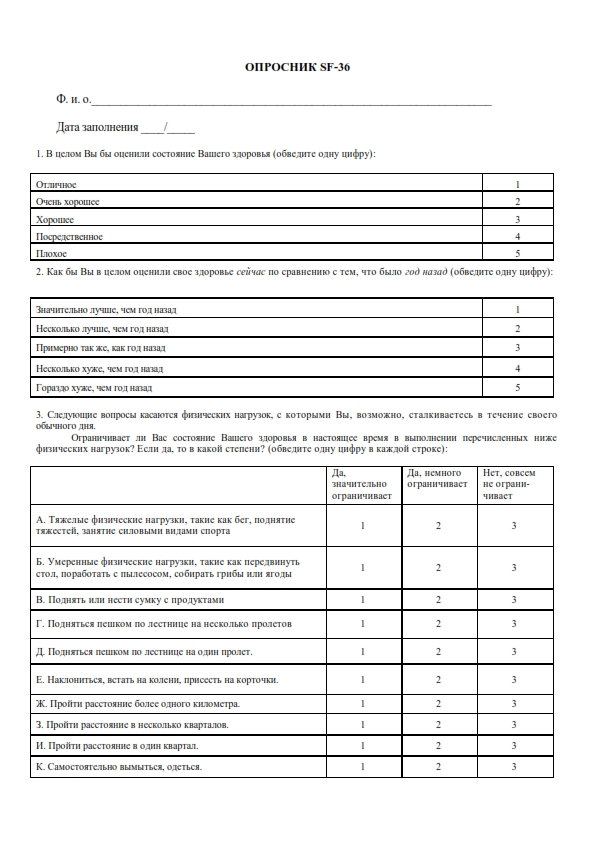 ОПРОСНИК SF-36
Ф. и. о.____________________________________________________________________
Дата заполнения ____/_____
1. В целом Вы бы оценили состояние Вашего здоровья (обведите одну цифру):
Отличное 1
Очень хорошее 2
Хорошее 3
Посредственное 4
Плохое 5
2. Как бы Вы в целом оценили свое здоровье сейчас по сравнению с тем, что было год назад (обведите одну цифру):
Значительно лучше, чем год назад 1
Несколько лучше, чем год назад 2
Примерно так же, как год назад 3
Несколько хуже, чем год назад 4
Гораздо хуже, чем год назад 5
3. Следующие вопросы касаются физических нагрузок, с которыми Вы, возможно, сталкиваетесь в течение своего
обычного дня.
Ограничивает ли Вас состояние Вашего здоровья в настоящее время в выполнении перечисленных ниже
физических нагрузок? Если да, то в какой степени? (обведите одну цифру в каждой строке):
Да, Да, немного Нет, совсем
значительно ограничивает не ограни-
ограничивает чивает
А. Тяжелые физические нагрузки, такие как бег, поднятие
тяжестей, занятие силовыми видами спорта 1 2 3
Б. Умеренные физические нагрузки, такие как передвинуть
стол, поработать с пылесосом, собирать грибы или ягоды 1 2 3
В. Поднять или нести сумку с продуктами 1 2 3
Г. Подняться пешком по лестнице на несколько пролетов 1 2 3
Д. Подняться пешком по лестнице на один пролет. 1 2 3
Е. Наклониться, встать на колени, присесть на корточки. 1 2 3
Ж. Пройти расстояние более одного километра. 1 2 3
З. Пройти расстояние в несколько кварталов. 1 2 3
И. Пройти расстояние в один квартал. 1 2 3
К. Самостоятельно вымыться, одеться. 1 2 3